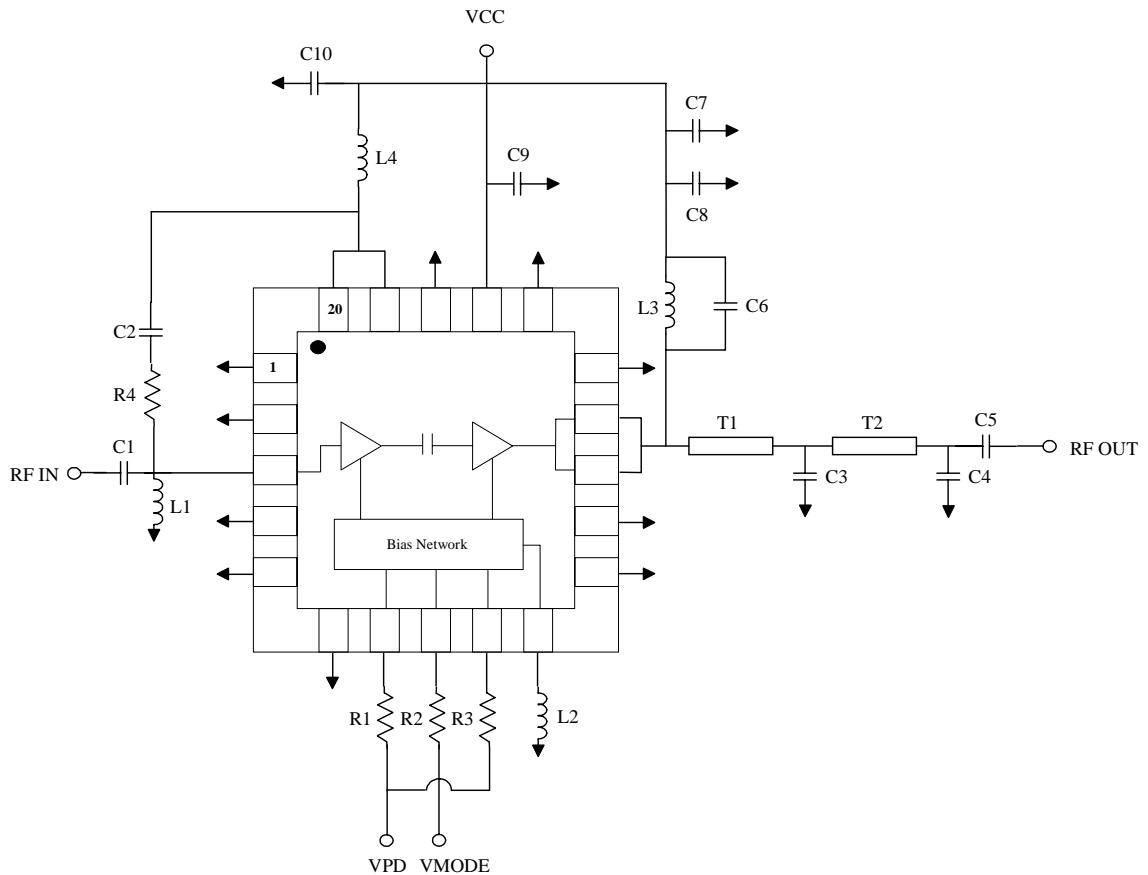 VCC
C10
C7
L4
C9
C8
20
L3
C6
C2
1
R4
T1
T2
C5
RF IN
C1
RF OUT
L1
C3
C4
Bias Network
R1
R2
R3
L2
VPD
VMODE